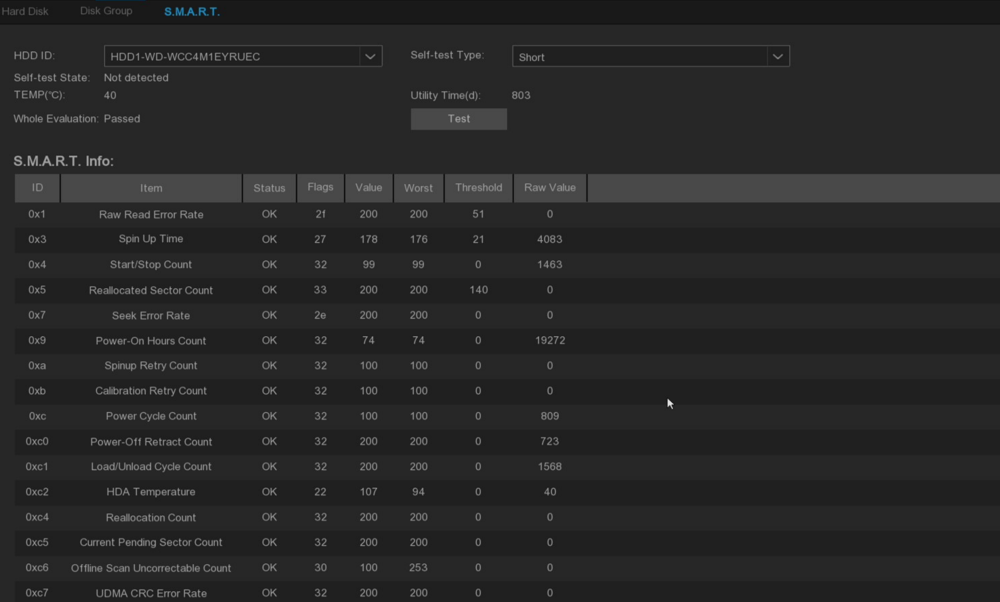 Hard Disk Disk Group S.M.A.R.T.
HDD ID: HDD1-WD-WCC4M1EYRUEC Self-test Type: Short
Self-test State: Not detected
TEMP(°C): 40 Utility Time(d): 803
Whole Evaluation: Passed Test
S.M.A.R.T. Info:
ID Item Status Flags Value Worst Threshold Raw Value
0x1 Raw Read Error Rate OK 2f 200 200 51 0
0x3 Spin Up Time OK 27 178 176 21 4083
0x4 Start/Stop Count OK 32 99 99 0 1463
0x5 Reallocated Sector Count OK 33 200 200 140 0
0x7 Seek Error Rate OK 2e 200 200 0 0
0x9 Power-On Hours Count OK 32 74 74 0 19272
0xa Spinup Retry Count OK 32 100 100 0 0
0xb Calibration Retry Count OK 32 100 100 0 0
0xc Power Cycle Count OK 32 100 100 0 809
0xc0 Power-Off Retract Count OK 32 200 200 0 723
0xc1 Load/Unload Cycle Count OK 32 200 200 0 1568
0xc2 HDA Temperature OK 22 107 94 0 40
0xc4 Reallocation Count OK 32 200 200 0 0
0xc5 Current Pending Sector Count OK 32 200 200 0 0
0xc6 Offline Scan Uncorrectable Count OK 30 100 253 0 0
0xc7 UDMA CRC Error Rate OK 32 200 200 0 0